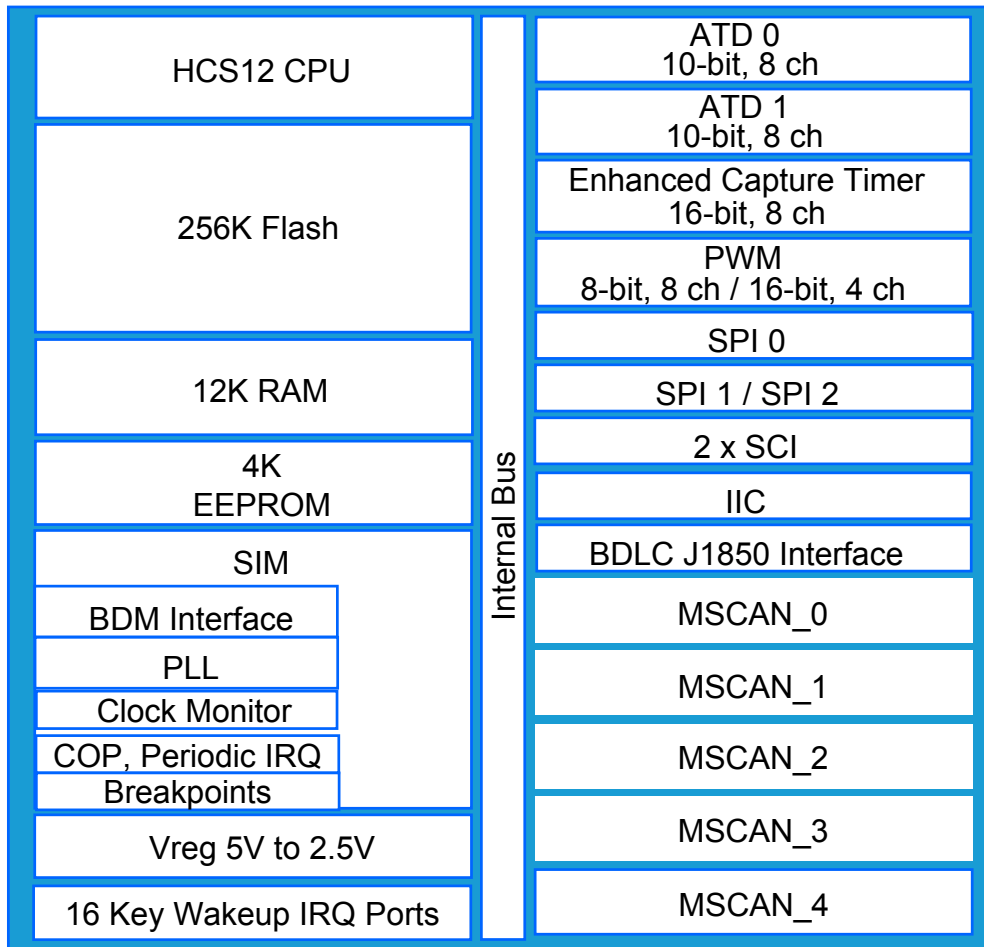 HCS12 CPU
256K Flash
12K RAM
4K
EEPROM
SIM
BDM Interface
PLL
Clock Monitor
COP, Periodic IRQ
Breakpoints
Vreg 5V to 2.5V
16 Key Wakeup IRQ Ports
Internal Bus
ATD 0
10-bit, 8 ch
ATD 1
10-bit, 8 ch
Enhanced Capture Timer
16-bit, 8 ch
PWM
8-bit, 8 ch / 16-bit, 4 ch
SPI 0
SPI 1 / SPI 2
2 x SCI
IIC
BDLC J1850 Interface
MSCAN_0
MSCAN_1
MSCAN_2
MSCAN_3
MSCAN_4